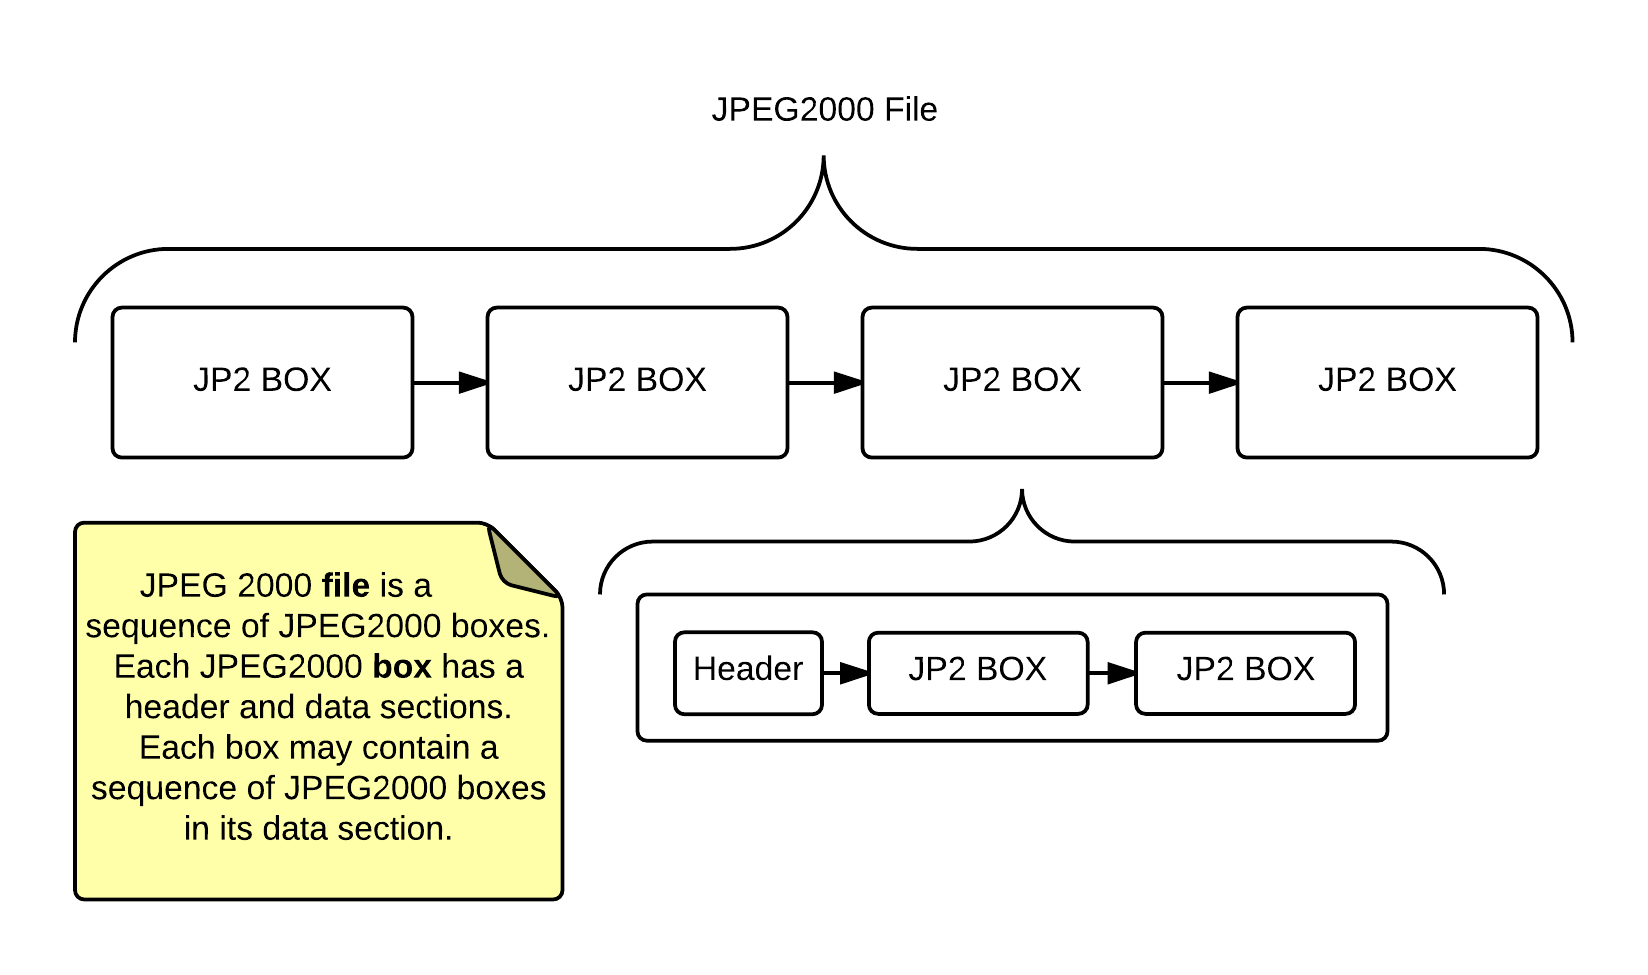 JPEG2000 File
JP2 BOX
JP2 BOX
JP2 BOX
JP2 BOX
JPEG 2000 file is a
sequence of JPEG2000 boxes.
Each JPEG2000 box has a
header and data sections.
Each box may contain a
sequence of JPEG2000 boxes
in its data section.
Header
JP2 BOX
JP2 BOX